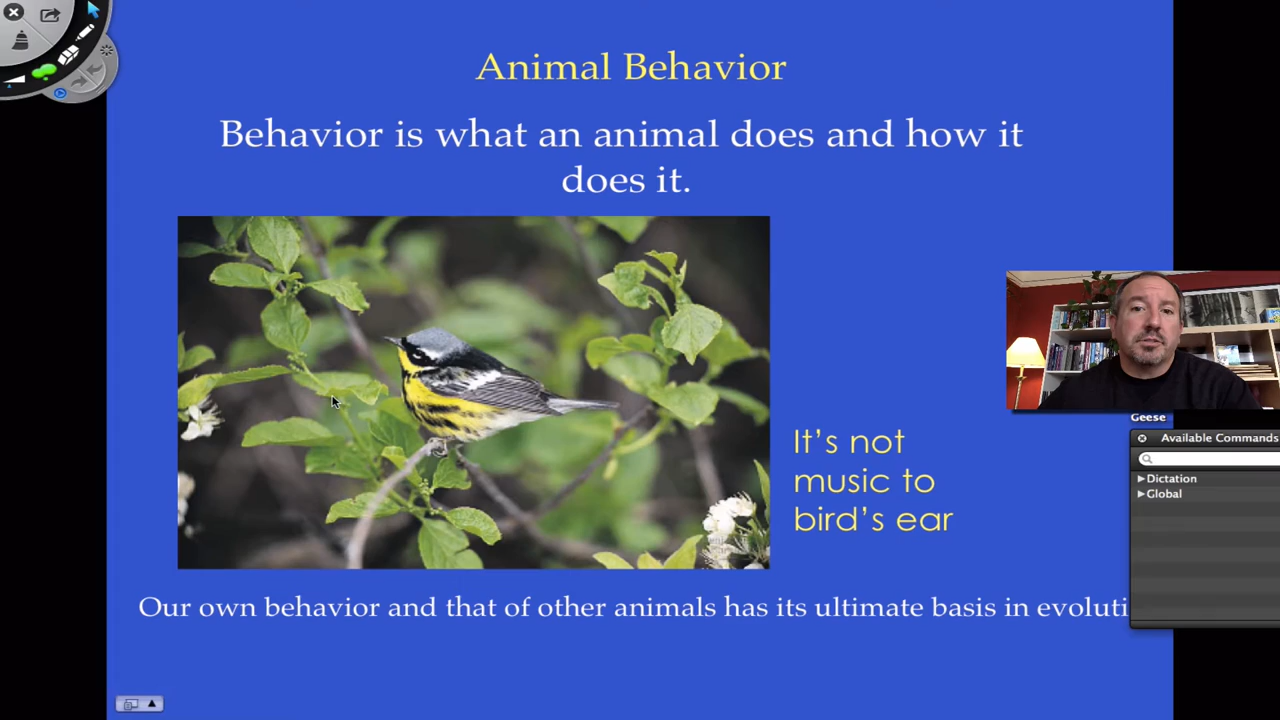 Animal Behavior
Behavior is what an animal does and how it
does it.
It's not
music to
bird's ear
Geese
Available Commands
Dictation
Global
Our own behavior and that of other animals has its ultimate basis in